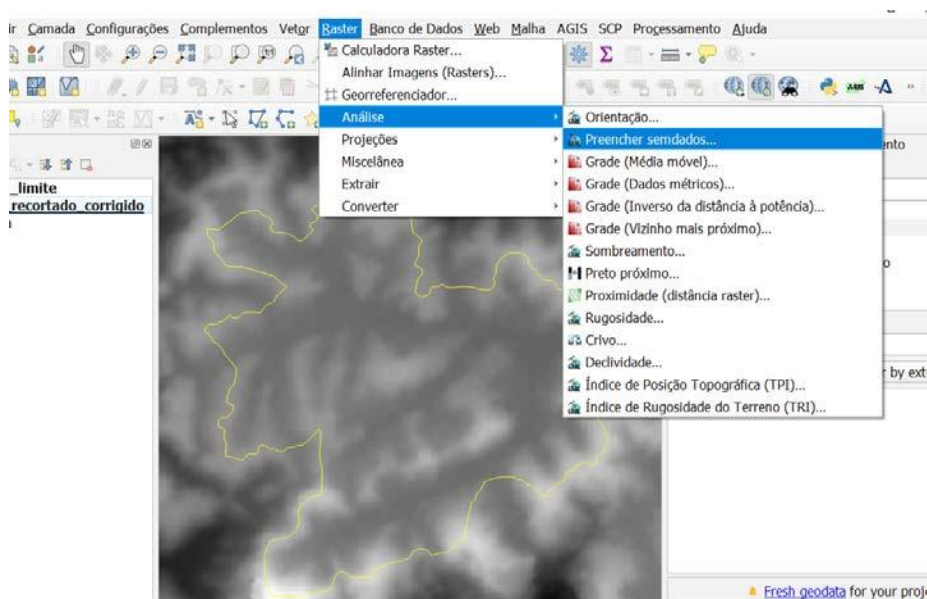 Camada Configurações Complementos Vetor Raster Banco de Dados Web Malha AGIS SCP Processamento Ajuda
Calculadora Raster...
Alinhar Imagens (Rasters)...
Georreferenciador...
Análise
Projeções
Miscelânea
Extrair
Converter
Orientação...
Preencher semdados...
Grade (Média móvel)...
Grade (Dados métricos)...
Grade (Inverso da distância à potência)...
Grade (Vizinho mais próximo)...
Sombreamento...
Preto próximo...
Proximidade (distância raster)...
Rugosidade...
Crivo...
Declividade...
Índice de Posição Topográfica (TPI)...
Índice de Rugosidade do Terreno (TRI)...
_limite
recortado_corrigido
by ext
Fresh geodata for your proj